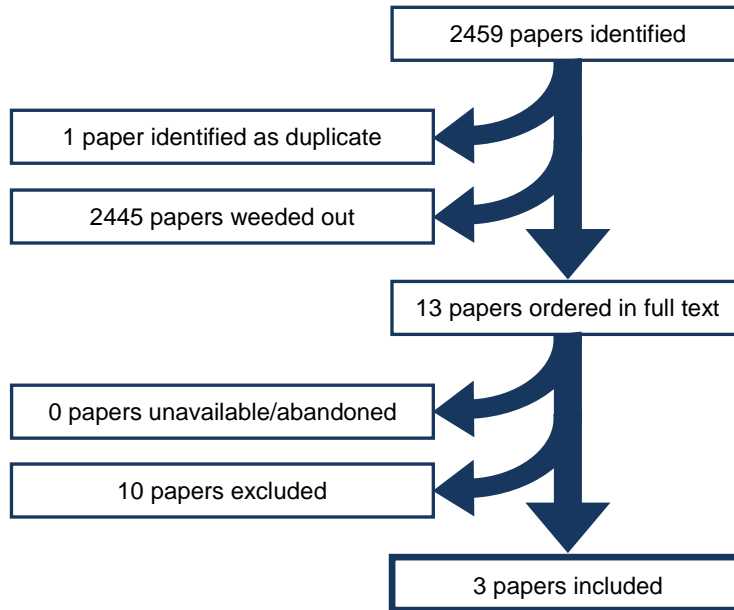 2459 papers identified
1 paper identified as duplicate
2445 papers weeded out
13 papers ordered in full text
0 papers unavailable/abandoned
10 papers excluded
3 papers included